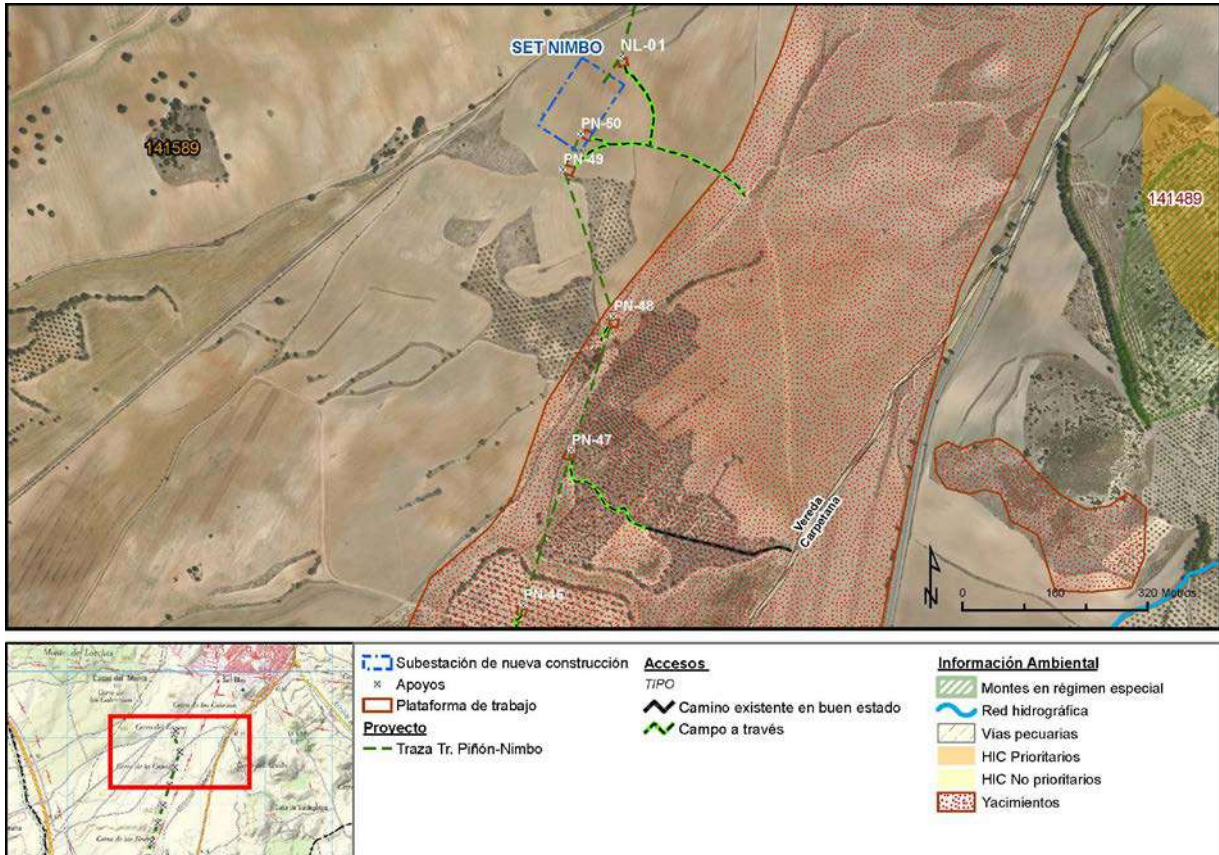 SET NIMBO
NL-01
PN-50
PN-49
141589
141489
PN-48
PN-47
Vereda
Carpetana
PN-46
N
0 160 320 Metros
Subestación de nueva construcción
Apoyos
Plataforma de trabajo
Proyecto
Traza Tr. Piñón-Nimbo
Accesos
TIPO
Camino existente en buen estado
Campo a través
Información Ambiental
Montes en régimen especial
Red hidrográfica
Vías pecuarias
HIC Prioritarios
HIC No prioritarios
Yacimientos